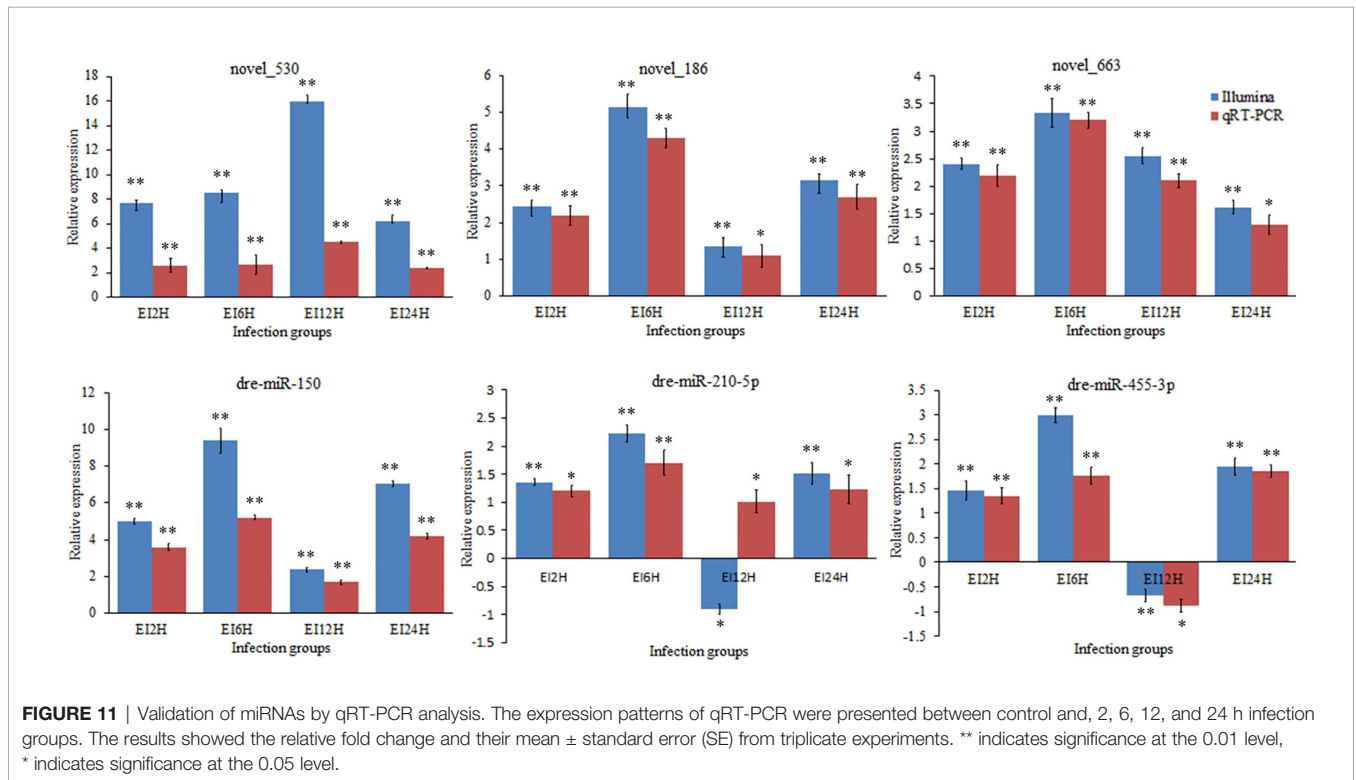 novel_530
18
16
14
12
10
8
6
4
2
0
Relative expression
** ** ** ** ** ** ** **
EI2H EI6H EI12H EI24H
Infection groups
novel_186
6
5
4
3
2
1
0
Relative expression
** ** ** ** ** * ** **
EI2H EI6H EI12H EI24H
Infection groups
novel_663
4
3.5
3
2.5
2
1.5
1
0.5
0
Relative expression
** ** ** ** ** ** ** *
EI2H EI6H EI12H EI24H
Infection groups
Illumina
qRT-PCR
dre-miR-150
12
10
8
6
4
2
0
Relative expression
** ** ** ** ** ** ** **
EI2H EI6H EI12H EI24H
Infection groups
dre-miR-210-5p
3
2.5
2
1.5
1
0.5
0
-0.5
-1
-1.5
Relative expression
** * ** ** * * ** *
EI2H EI6H EI12H EI24H
Infection groups
dre-miR-455-3p
3.5
3
2.5
2
1.5
1
0.5
0
-0.5
-1
-1.5
Relative expression
** ** ** ** ** * ** **
EI2H EI6H EI12H EI24H
Infection groups
FIGURE 11 | Validation of miRNAs by qRT-PCR analysis. The expression patterns of qRT-PCR were presented between control and, 2, 6, 12, and 24 h infection
groups. The results showed the relative fold change and their mean ± standard error (SE) from triplicate experiments. ** indicates significance at the 0.01 level,
* indicates significance at the 0.05 level.